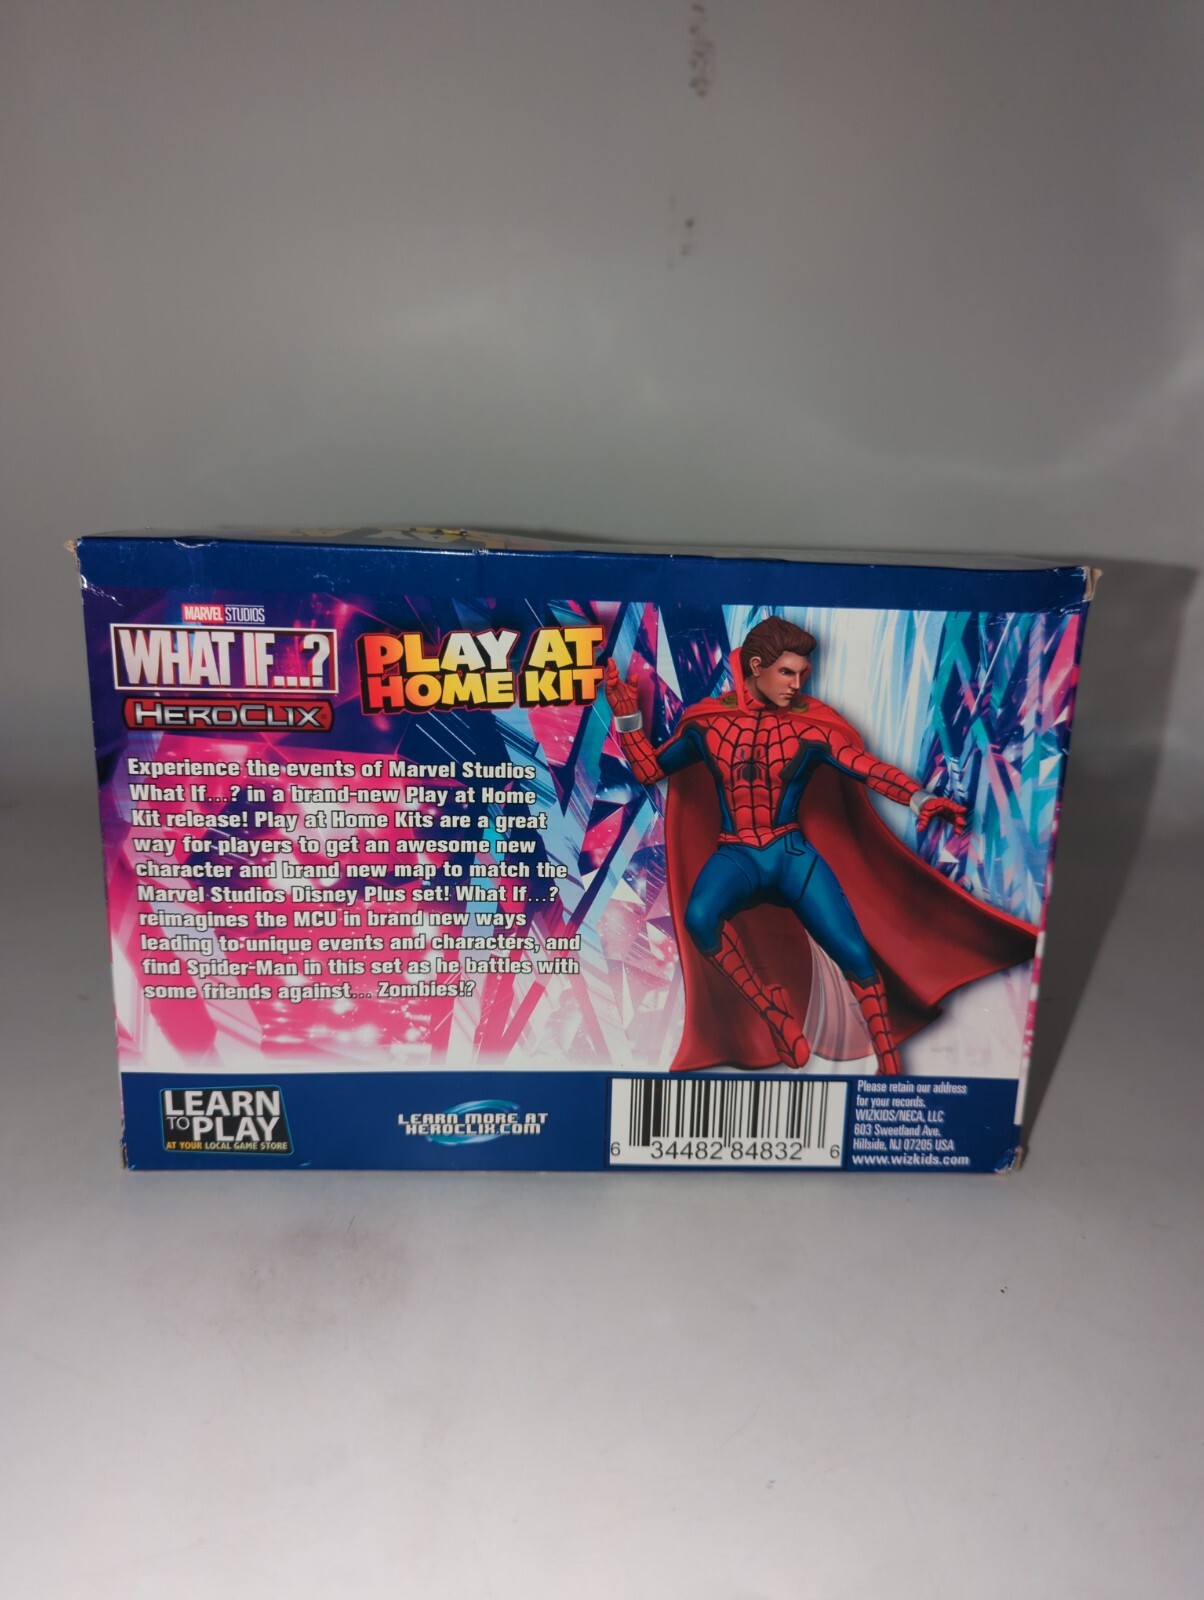 MARVEL STUDIOS
WHAT IF...?
HEROCLIX
PLAY AT
HOME KIT
Experience the events of Marvel Studios
What If...? in a brand-new Play at Home
Kit release! Play at Home Kits are a great
way for players to get an awesome new
character and brand new map to match the
Marvel Studios Disney Plus set! What If...?
reimagines the MCU in brand new ways
leading to unique events and characters, and
find Spider-Man in this set as he battles with
some friends against... Zombies!?
LEARN
TO PLAY
AT YOUR LOCAL GAME STORE
LEARN MORE AT
HEROCLIX.COM
6 34482 84832 6
Please retain our address
for your records.
WIZKIDS/NECA, LLC
603 Sweetland Ave.
Hillside, NJ 07205 USA
www.wizkids.com